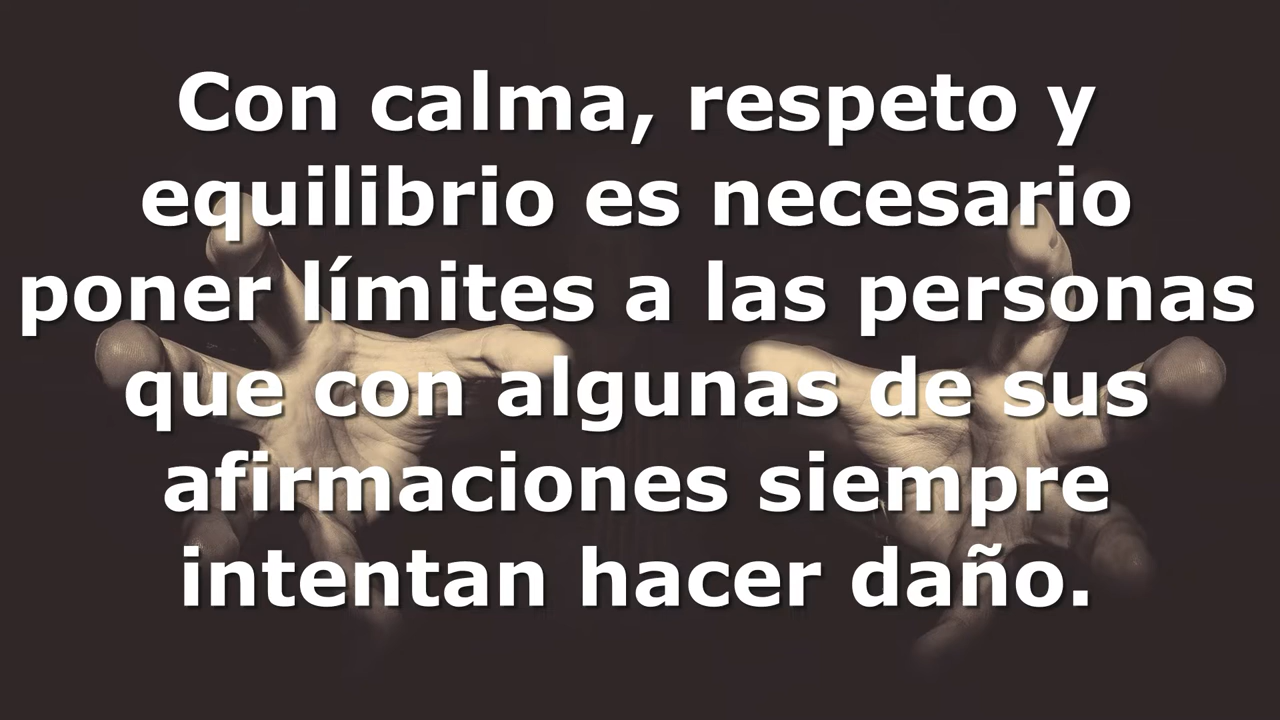 Con calma, respeto y
equilibrio es necesario
poner límites a las personas
que con algunas de sus
afirmaciones siempre
intentan hacer daño.